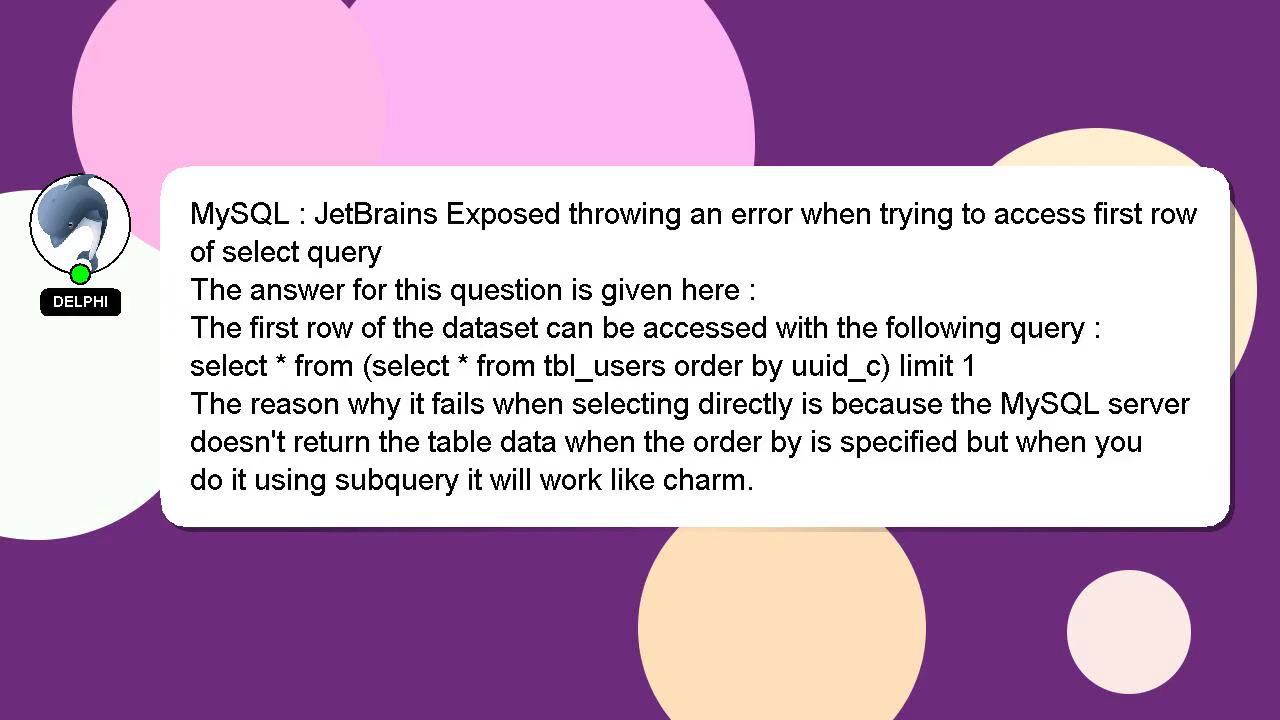 MySQL : JetBrains Exposed throwing an error when trying to access first row
of select query
The answer for this question is given here :
The first row of the dataset can be accessed with the following query :
select * from (select * from tbl_users order by uuid_c) limit 1
The reason why it fails when selecting directly is because the MySQL server
doesn't return the table data when the order by is specified but when you
do it using subquery it will work like charm.
DELPHI